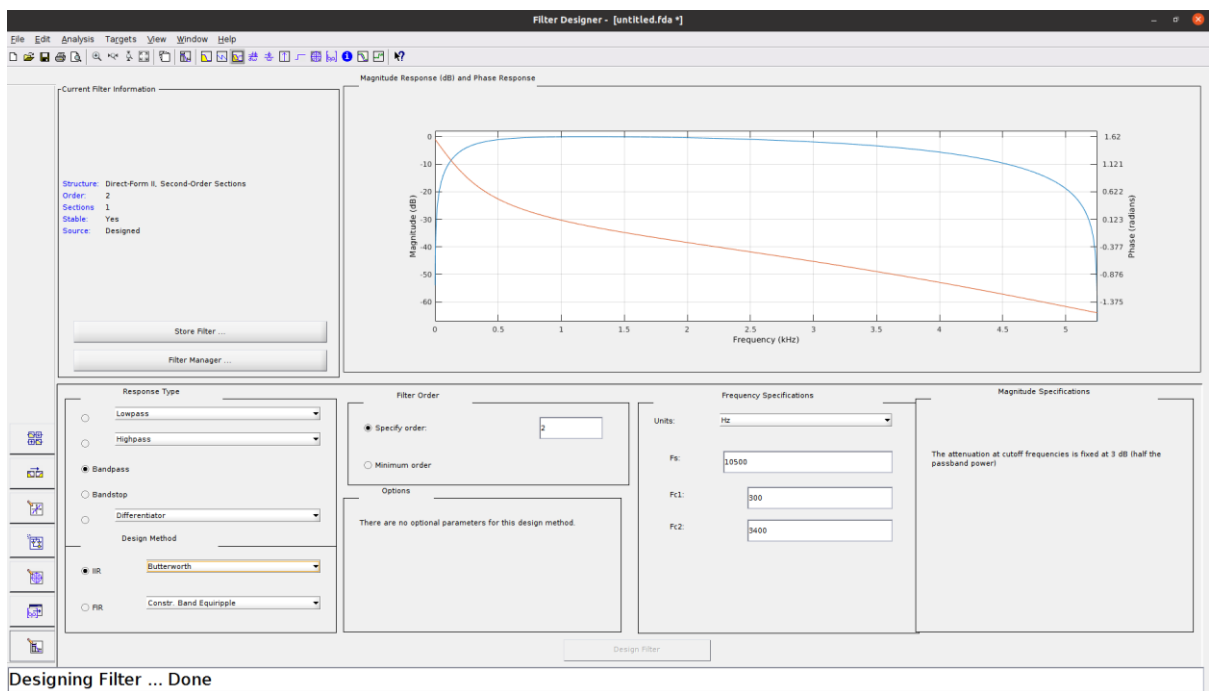 Filter Designer - [untitled.fda *]
File Edit Analysis Targets View Window Help
Current Filter Information
Structure: Direct-Form II, Second-Order Sections
Order: 2
Sections 1
Stable: Yes
Source: Designed
Store Filter ...
Filter Manager ...
Magnitude Response (dB) and Phase Response
Magnitude (dB)
0
-10
-20
-30
-40
-50
-60
0 0.5 1 1.5 2 2.5 3 3.5 4 4.5 5
Frequency (kHz)
1.62
1.121
0.622
0.123
-0.377
-0.876
-1.375
Phase (radians)
Response Type
Lowpass
Highpass
Bandpass
Bandstop
Differentiator
Design Method
IIR Butterworth
FIR Constr. Band Equiripple
Filter Order
Specify order: 2
Minimum order
Options
There are no optional parameters for this design method.
Frequency Specifications
Units: Hz
Fs: 10500
Fc1: 300
Fc2: 3400
Magnitude Specifications
The attenuation at cutoff frequencies is fixed at 3 dB (half the
passband power)
Design Filter
Designing Filter ... Done